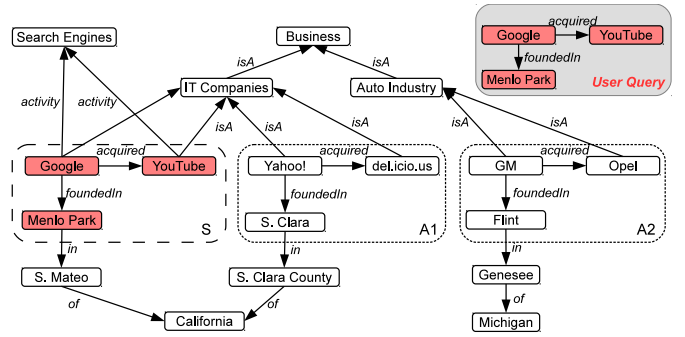 Google acquired YouTube
foundedIn
Menlo Park
User Query
Search Engines
Business
isA isA
IT Companies Auto Industry
activity activity isA isA isA isA isA
Google acquired YouTube Yahoo! acquired del.icio.us GM acquired Opel
foundedIn foundedIn foundedIn
Menlo Park S. Clara Flint
S A1 A2
in in in
S. Mateo S. Clara County Genesee
of of of
California Michigan